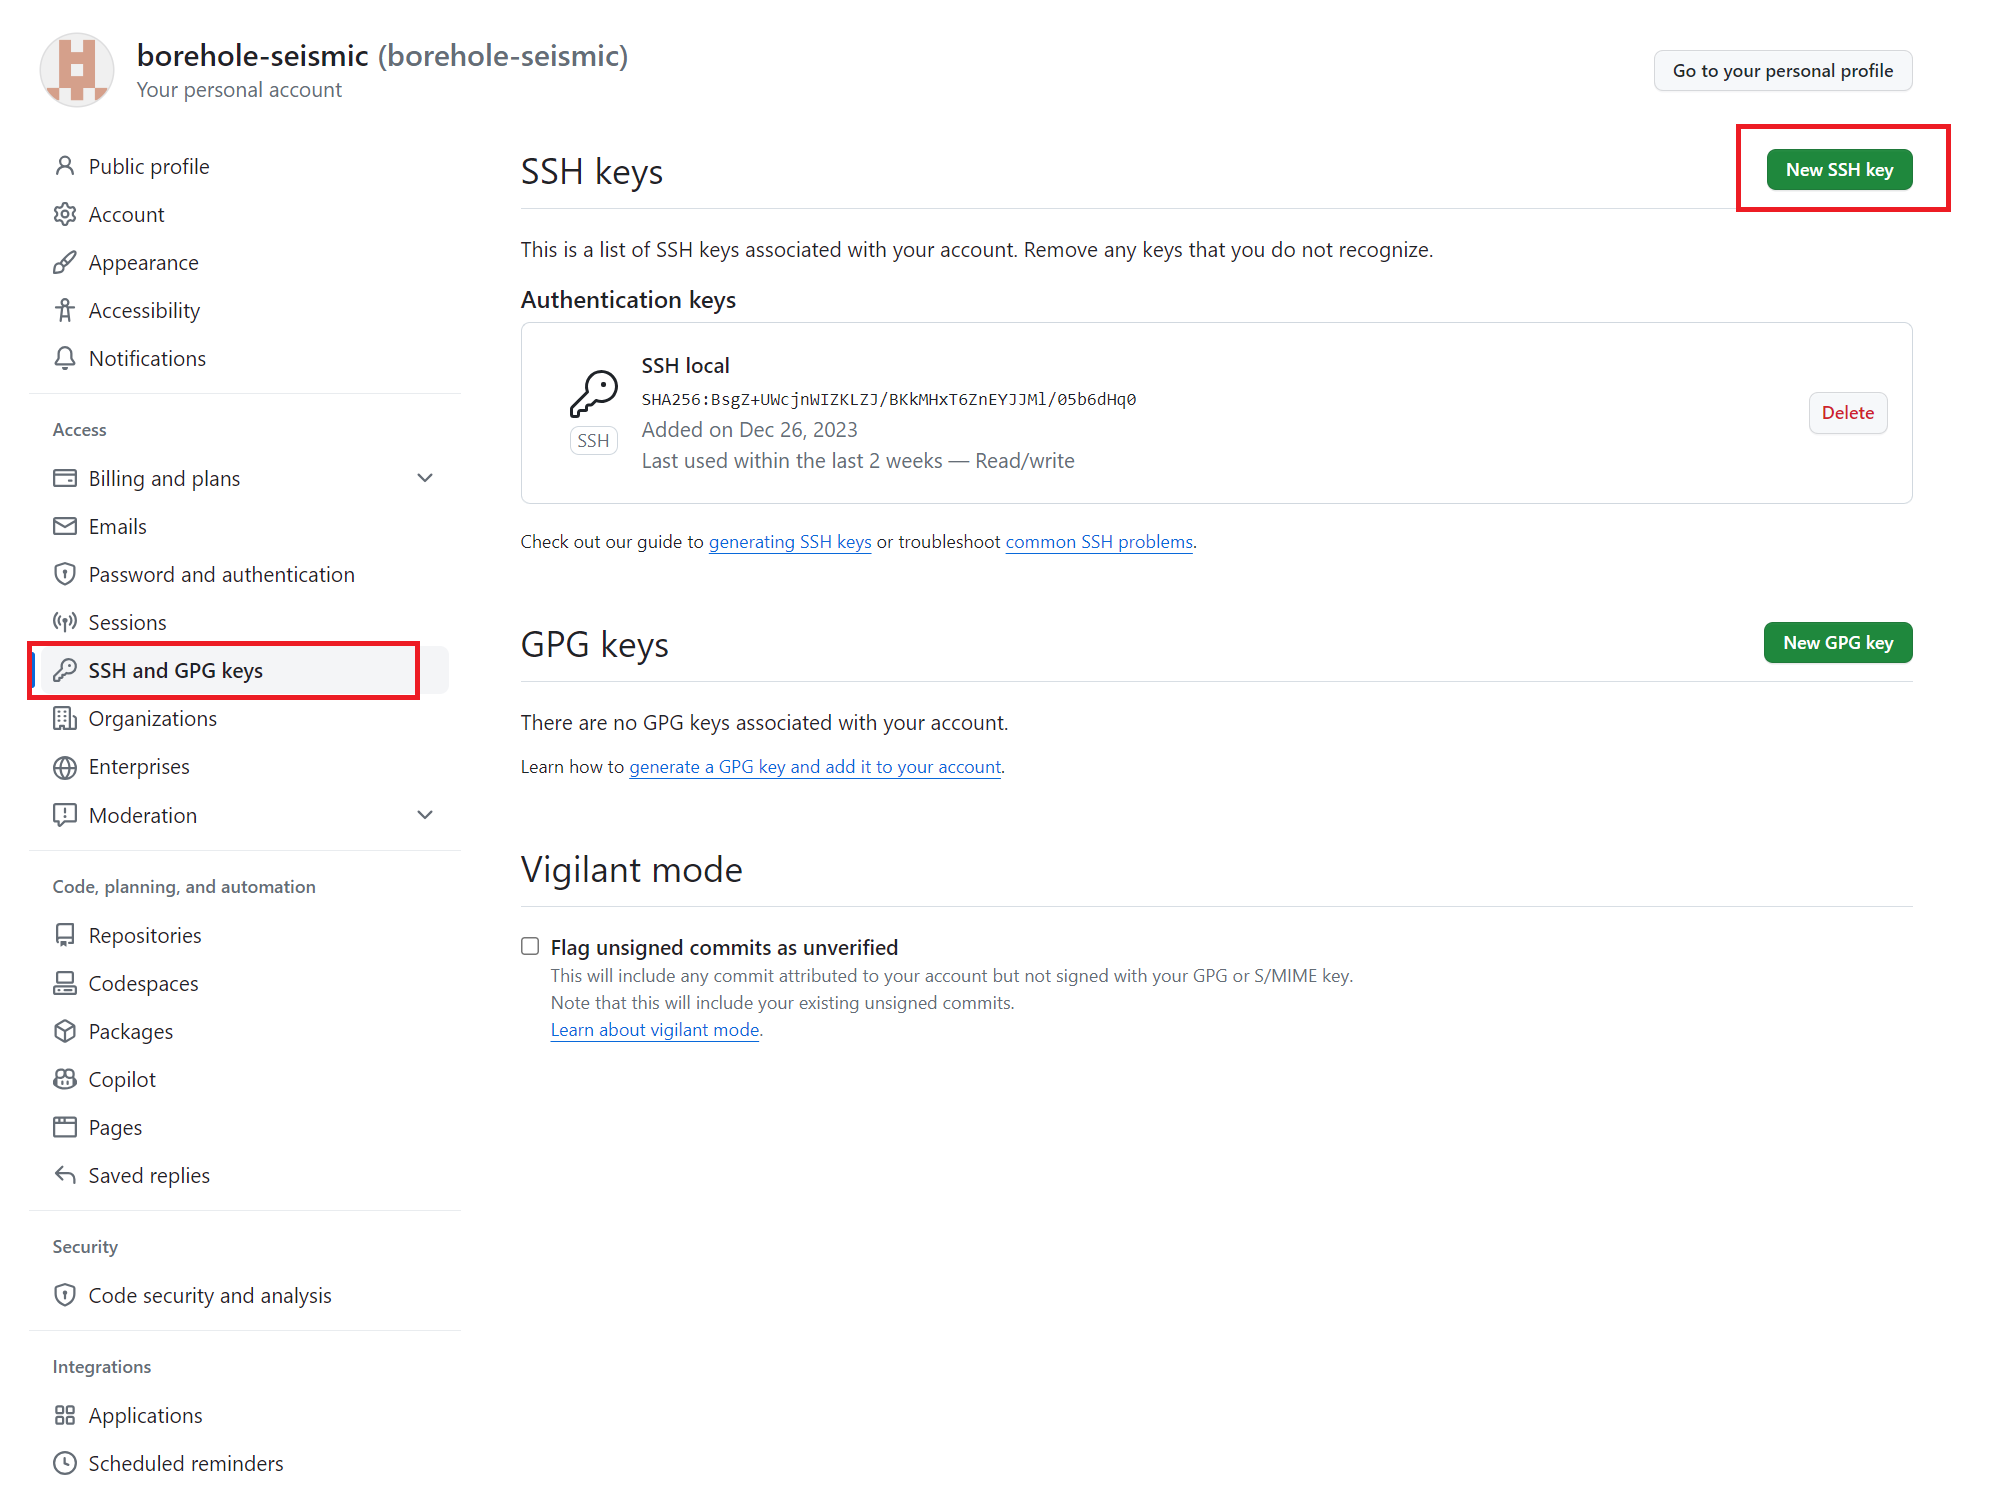 borehole-seismic (borehole-seismic)
Your personal account
Go to your personal profile
Public profile
Account
Appearance
Accessibility
Notifications
Access
Billing and plans
Emails
Password and authentication
Sessions
SSH and GPG keys
Organizations
Enterprises
Moderation
Code, planning, and automation
Repositories
Codespaces
Packages
Copilot
Pages
Saved replies
Security
Code security and analysis
Integrations
Applications
Scheduled reminders
SSH keys
New SSH key
This is a list of SSH keys associated with your account. Remove any keys that you do not recognize.
Authentication keys
SSH local
SHA256:BsgZ+UWcjnWIZKLZJ/BKkMHxT6ZnEYJJMl/05b6dHq0
Added on Dec 26, 2023
Last used within the last 2 weeks — Read/write
SSH
Delete
Check out our guide to generating SSH keys or troubleshoot common SSH problems.
GPG keys
New GPG key
There are no GPG keys associated with your account.
Learn how to generate a GPG key and add it to your account.
Vigilant mode
Flag unsigned commits as unverified
This will include any commit attributed to your account but not signed with your GPG or S/MIME key.
Note that this will include your existing unsigned commits.
Learn about vigilant mode.